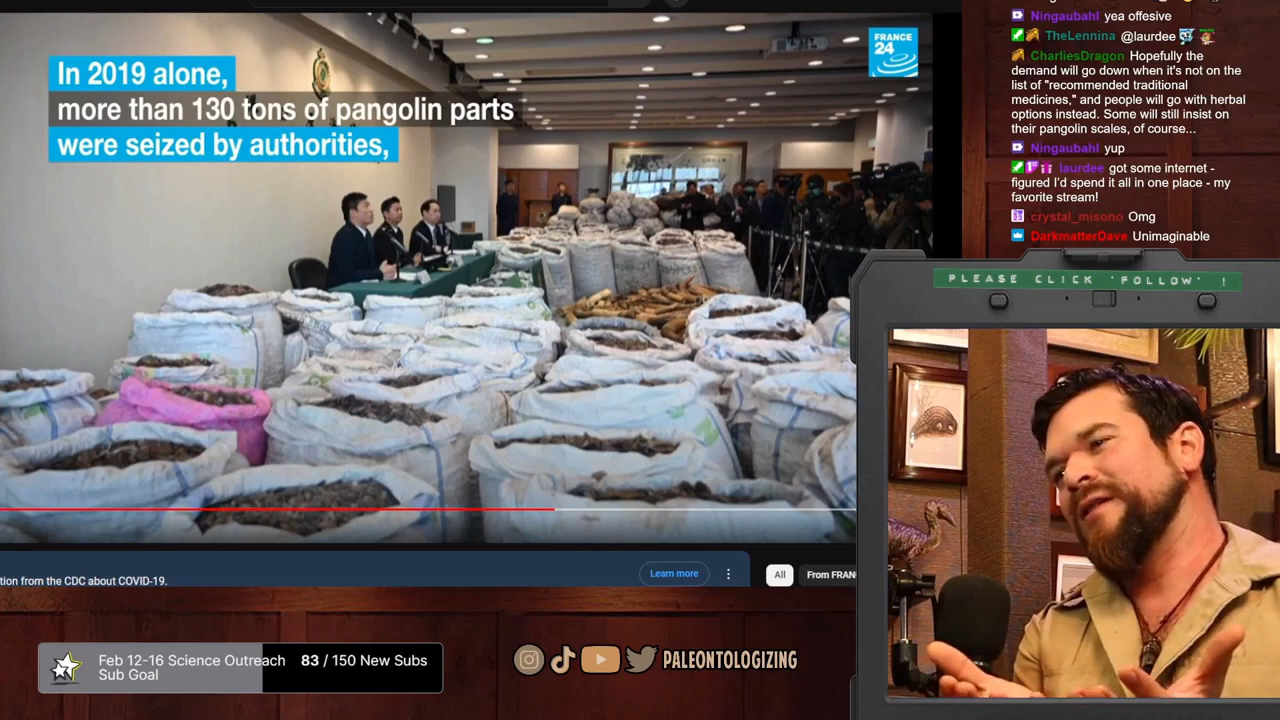 In 2019 alone,
more than 130 tons of pangolin parts
were seized by authorities,
FRANCE
24
Ningaubahl yea offesive
TheLennina @laurdee
CharliesDragon Hopefully the
demand will go down when it's not on the
list of "recommended traditional
medicines," and people will go with herbal
options instead. Some will still insist on
their pangolin scales, of course...
Ningaubahl yup
laurdee got some internet -
figured I'd spend it all in one place - my
favorite stream!
crystal_misono Omg
DarkmatterDave Unimaginable
PLEASE CLICK 'FOLLOW' !
tion from the CDC about COVID-19.
Learn more
All
From FRAN
Feb 12-16 Science Outreach
Sub Goal
83 / 150 New Subs
PALEONTOLOGIZING